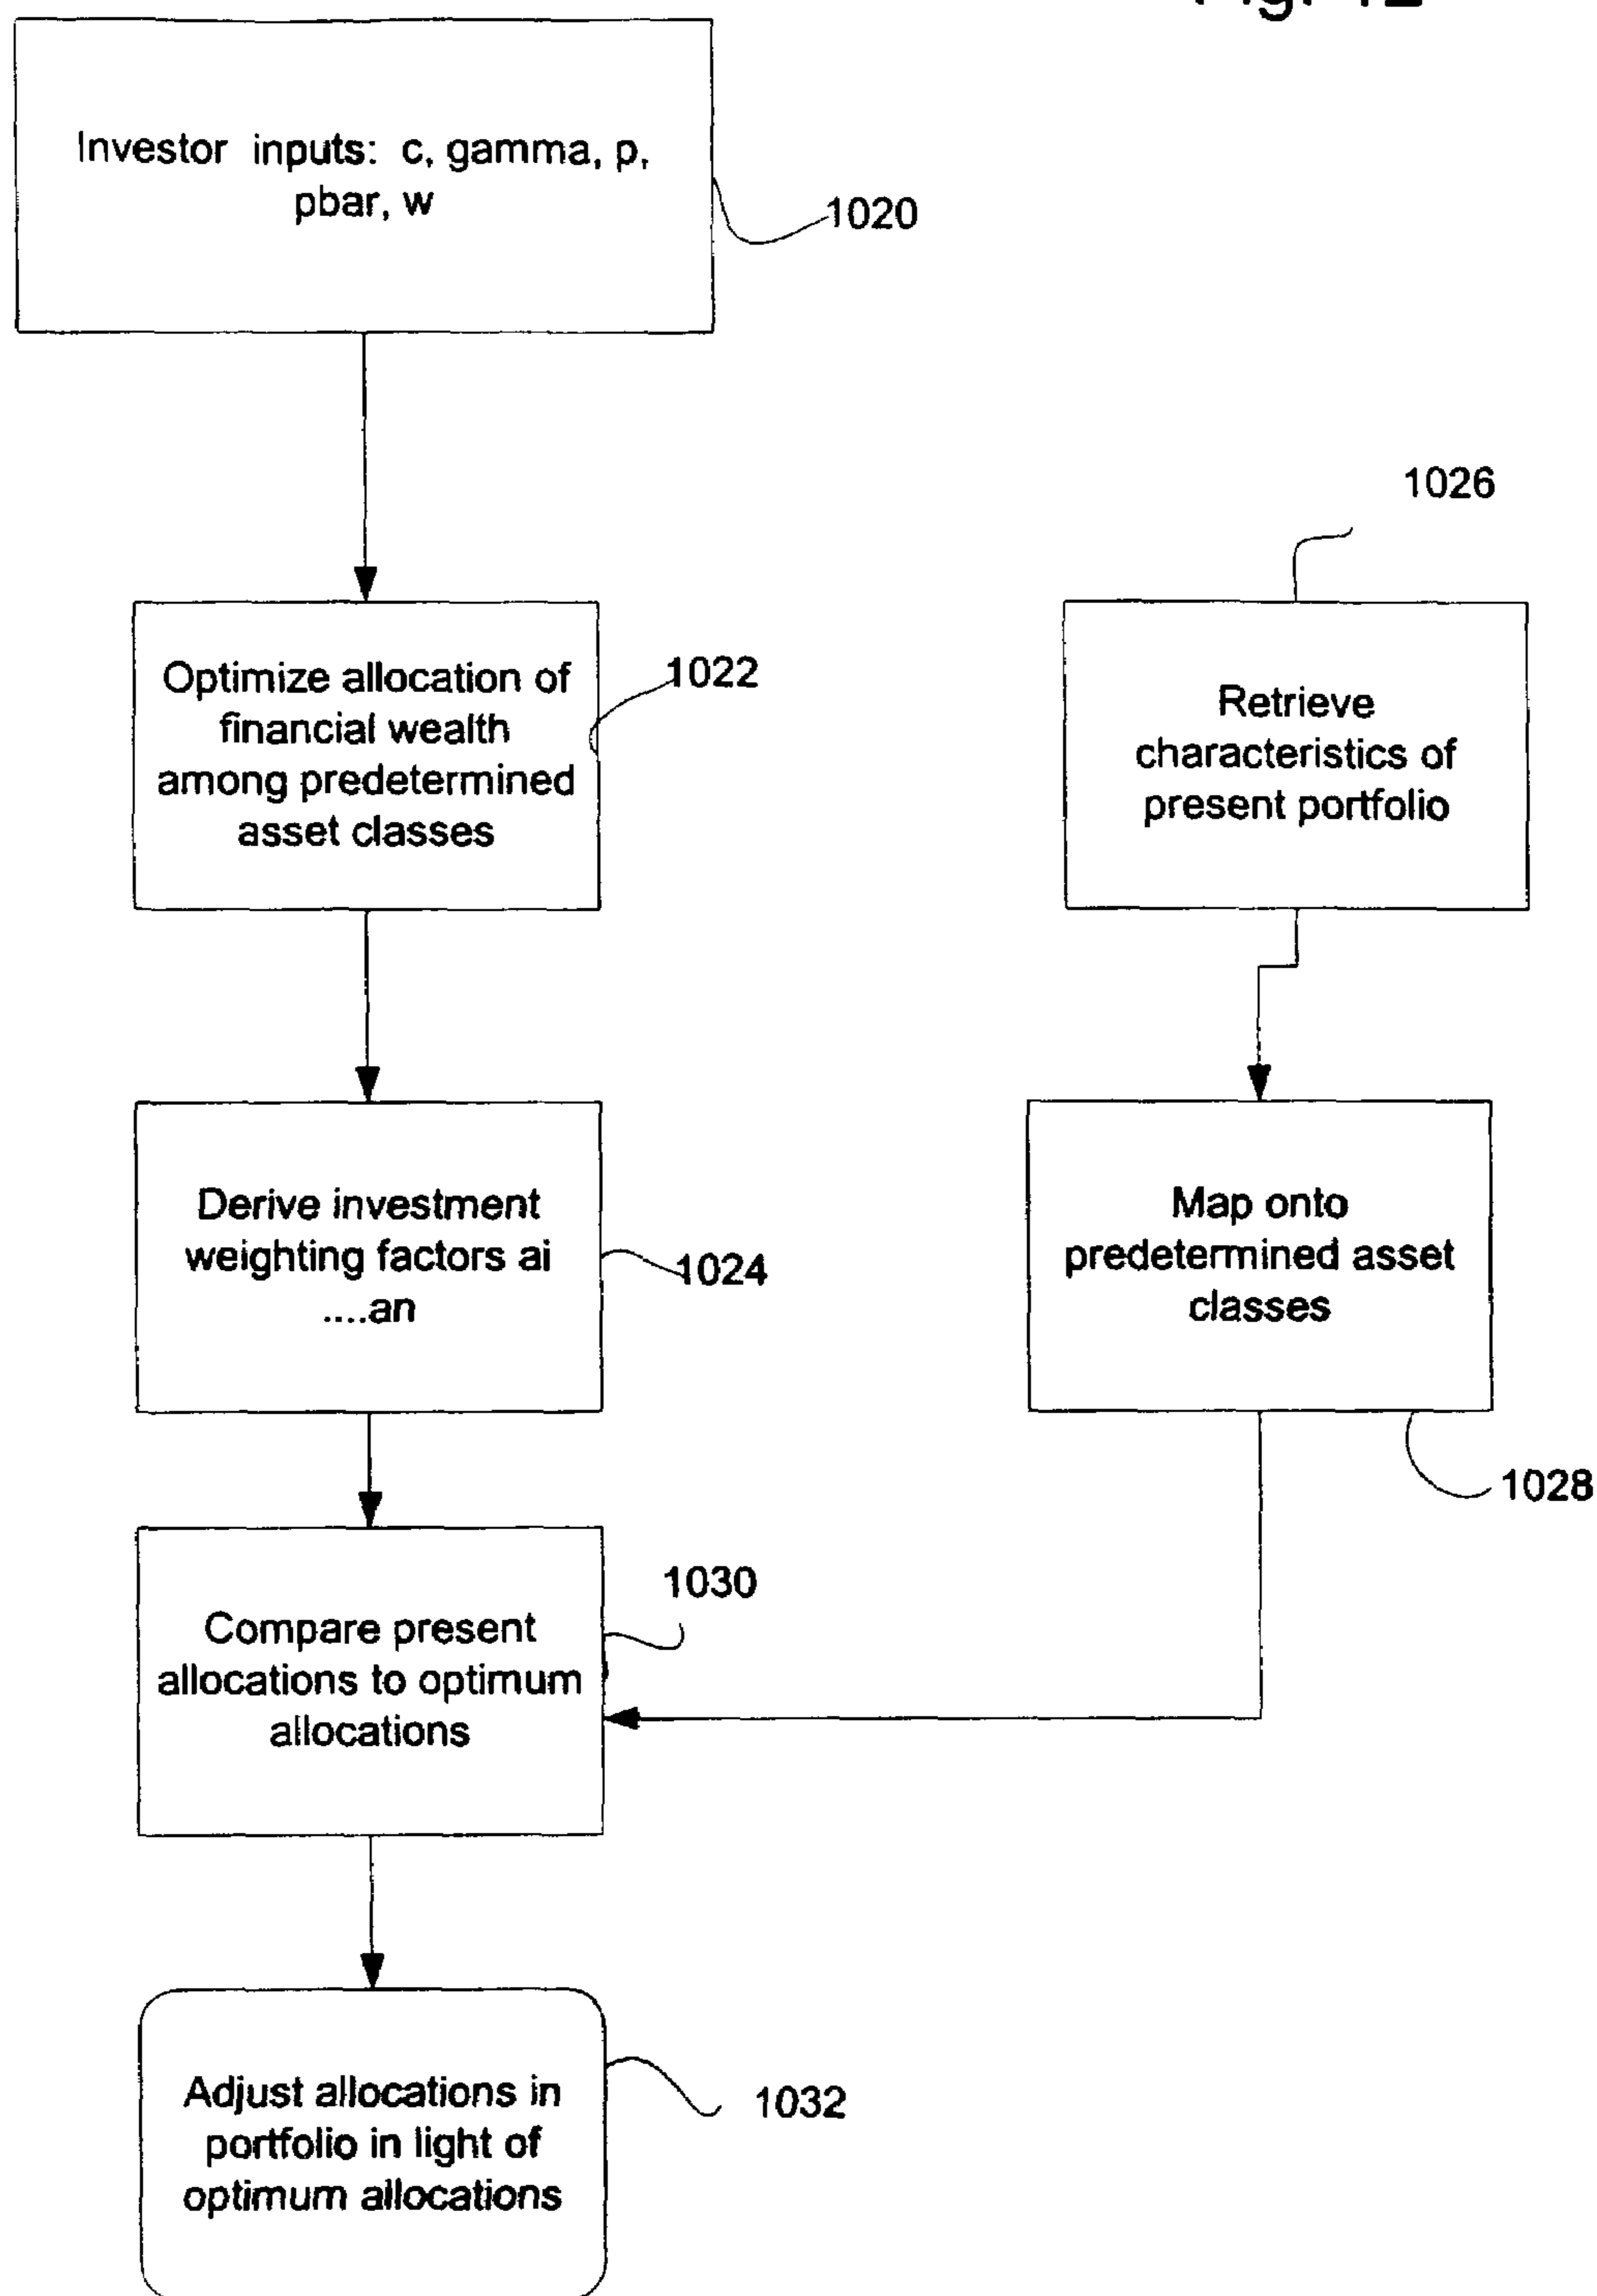 Investor inputs: c, gamma, p,
pbar, w
1020
1026
Optimize allocation of
financial wealth
among predetermined
asset classes
1022
Retrieve
characteristics of
present portfolio
Derive investment
weighting factors ai
....an
1024
Map onto
predetermined asset
classes
1028
1030
Compare present
allocations to optimum
allocations
Adjust allocations in
portfolio in light of
optimum allocations
1032